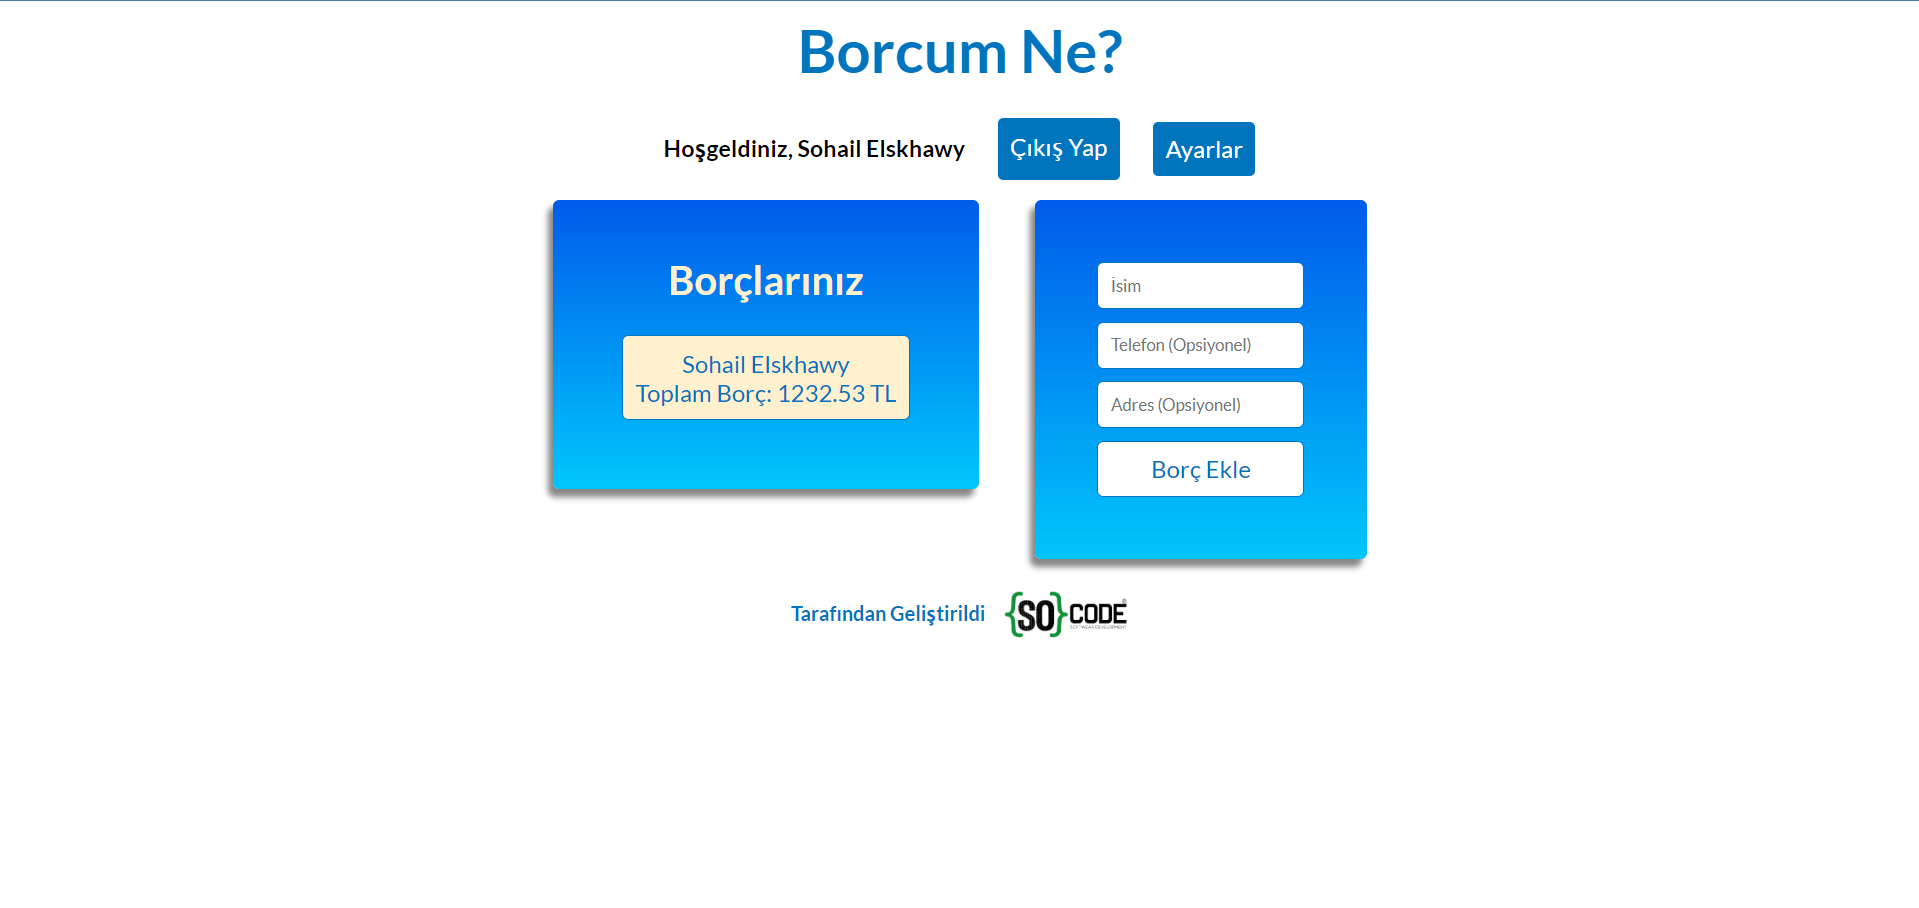 Borcum Ne?
Hoşgeldiniz, Sohail Elskhawy
Çıkış Yap
Ayarlar
Borçlarınız
Sohail Elskhawy
Toplam Borç: 1232.53 TL
İsim
Telefon (Opsiyonel)
Adres (Opsiyonel)
Borç Ekle
Tarafından Geliştirildi
{SO}CODE